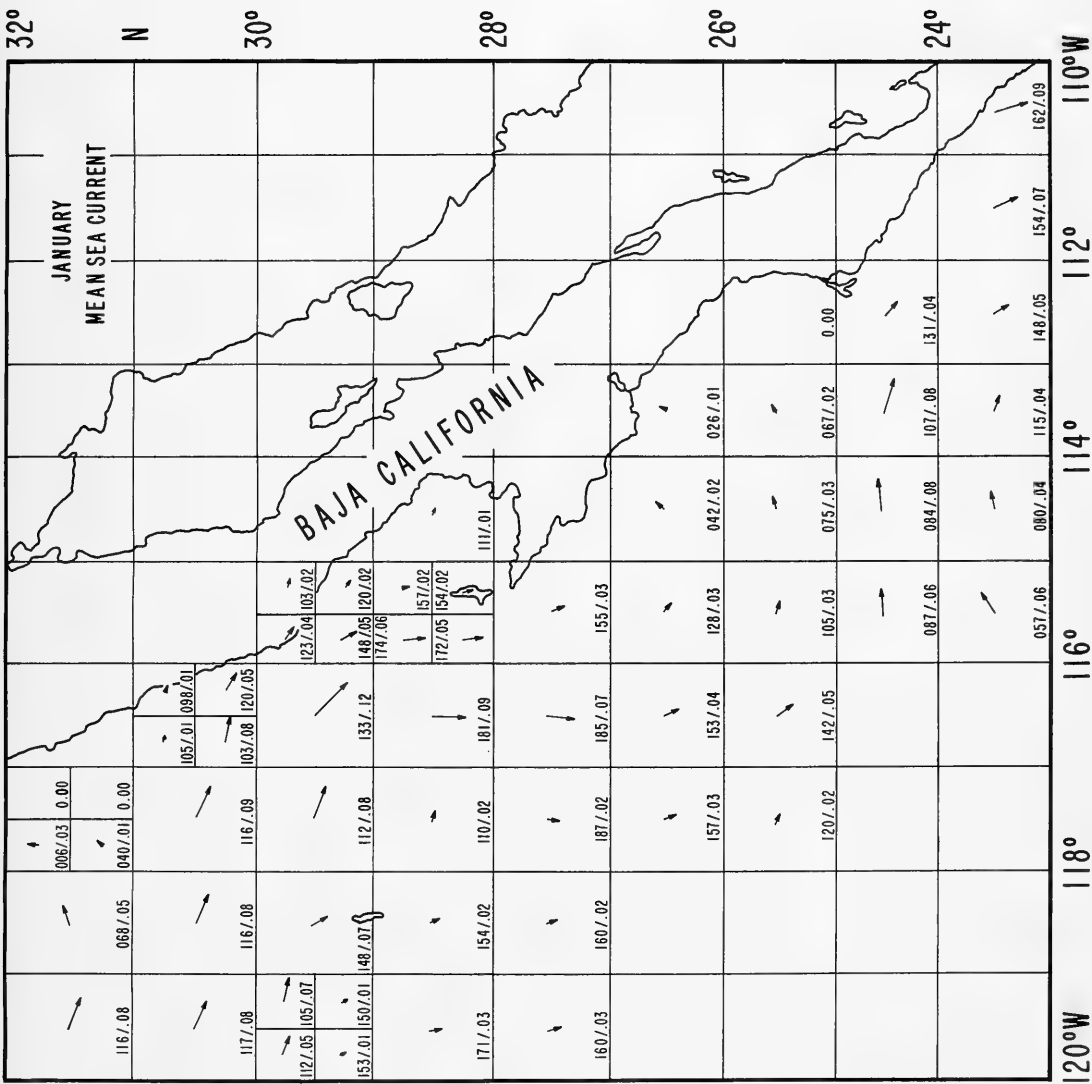 JANUARY
MEAN SEA CURRENT
32°
N
30°
28°
26°
24°
BAJA CALIFORNIA
006/.03 0.00
116/.08 068/.05 040/.01 0.00
105/.01 098/.01
117/.08 116/.08 116/.09 103/.08 120/.05
112/.05 105/.07 123/.04 103/.02
153/.01 150/.01 148/.07 112/.08 133/.12 148/.05 120/.02
174/.06 157/.02
172/.05 154/.02
171/.03 154/.02 110/.02 181/.09 111/.01
160/.03 160/.02 187/.02 185/.07 155/.03
157/.03 153/.04 128/.03 042/.02 026/.01
120/.02 142/.05 105/.03 075/.03 067/.02 0.00
087/.06 084/.08 107/.08 131/.04
057/.06 080/.04 115/.04 148/.05 154/.07 162/.09
120°W 118° 116° 114° 112° 110°W